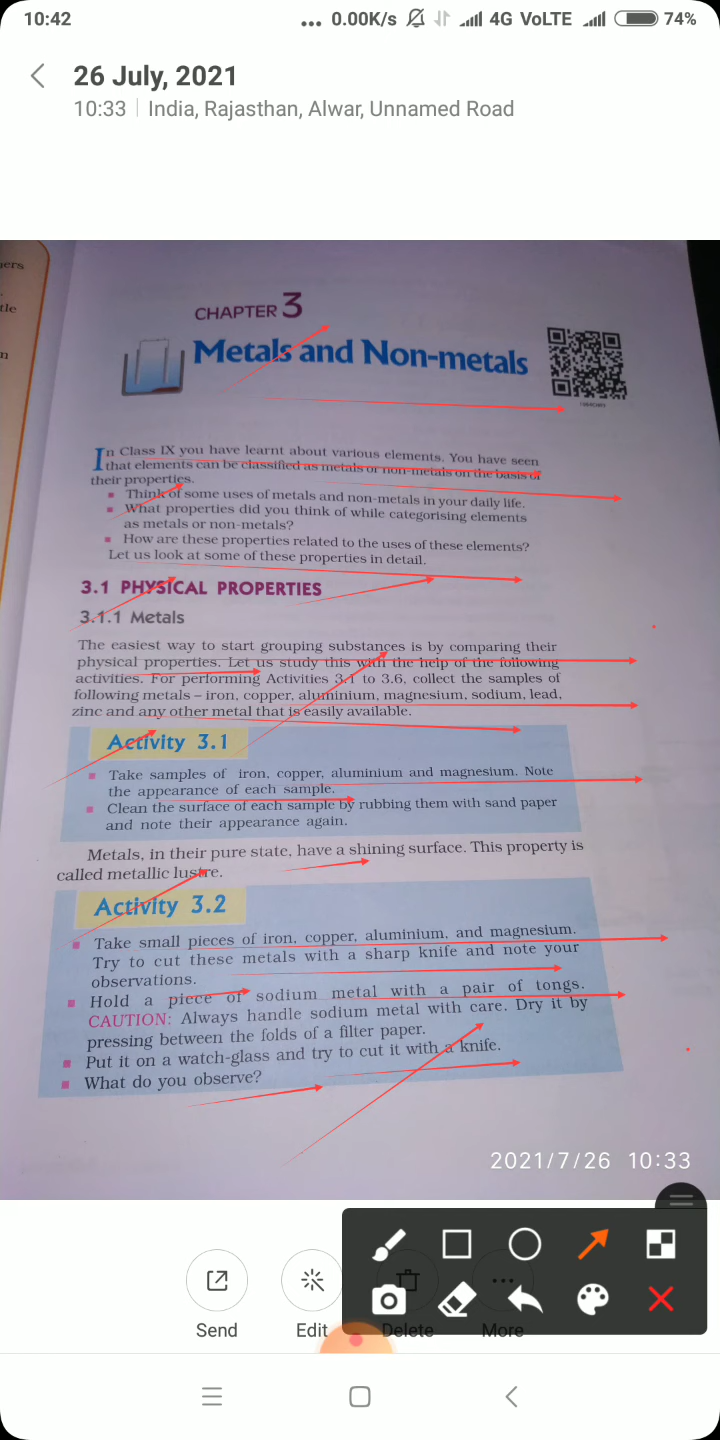 10:42
... 0.00K/s 4G VoLTE 74%
26 July, 2021
10:33 | India, Rajasthan, Alwar, Unnamed Road
ners
tle
n
CHAPTER 3
Metals and Non-metals
In Class IX you have learnt about various elements. You have seen
that elements can be classified as metals or non-metals on the basis of
their properties.
▪ Think of some uses of metals and non-metals in your daily life.
▪ What properties did you think of while categorising elements
as metals or non-metals?
▪ How are these properties related to the uses of these elements?
Let us look at some of these properties in detail.
3.1 PHYSICAL PROPERTIES
3.1.1 Metals
The easiest way to start grouping substances is by comparing their
physical properties. Let us study this with the help of the following
activities. For performing Activities 3.1 to 3.6, collect the samples of
following metals – iron, copper, aluminium, magnesium, sodium, lead,
zinc and any other metal that is easily available.
Activity 3.1
▪ Take samples of iron, copper, aluminium and magnesium. Note
the appearance of each sample.
▪ Clean the surface of each sample by rubbing them with sand paper
and note their appearance again.
Metals, in their pure state, have a shining surface. This property is
called metallic lustre.
Activity 3.2
▪ Take small pieces of iron, copper, aluminium, and magnesium.
Try to cut these metals with a sharp knife and note your
observations.
▪ Hold a piece of sodium metal with a pair of tongs.
CAUTION: Always handle sodium metal with care. Dry it by
pressing between the folds of a filter paper.
▪ Put it on a watch-glass and try to cut it with a knife.
▪ What do you observe?
2021/7/26 10:33
Send Edit Delete More